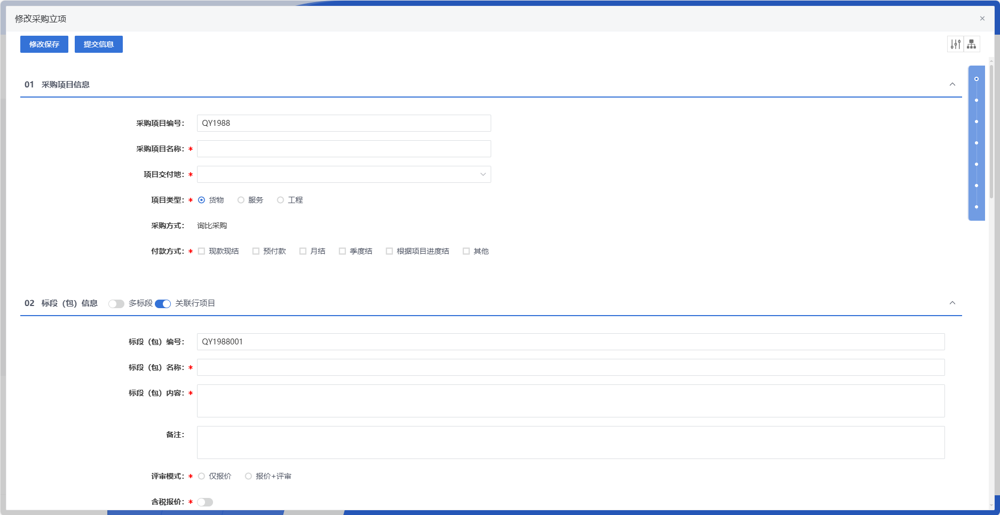 修改采购立项
修改保存 提交信息
01 采购项目信息
采购项目编号： QY1988
采购项目名称：*
项目交付地：*
项目类型：* 货物 服务 工程
采购方式： 询比采购
付款方式：* 现款现结 预付款 月结 季度结 根据项目进度结 其他
02 标段（包）信息 多标段 关联行项目
标段（包）编号： QY1988001
标段（包）名称：*
标段（包）内容：*
备注：
评审模式：* 仅报价 报价+评审
含税报价：*